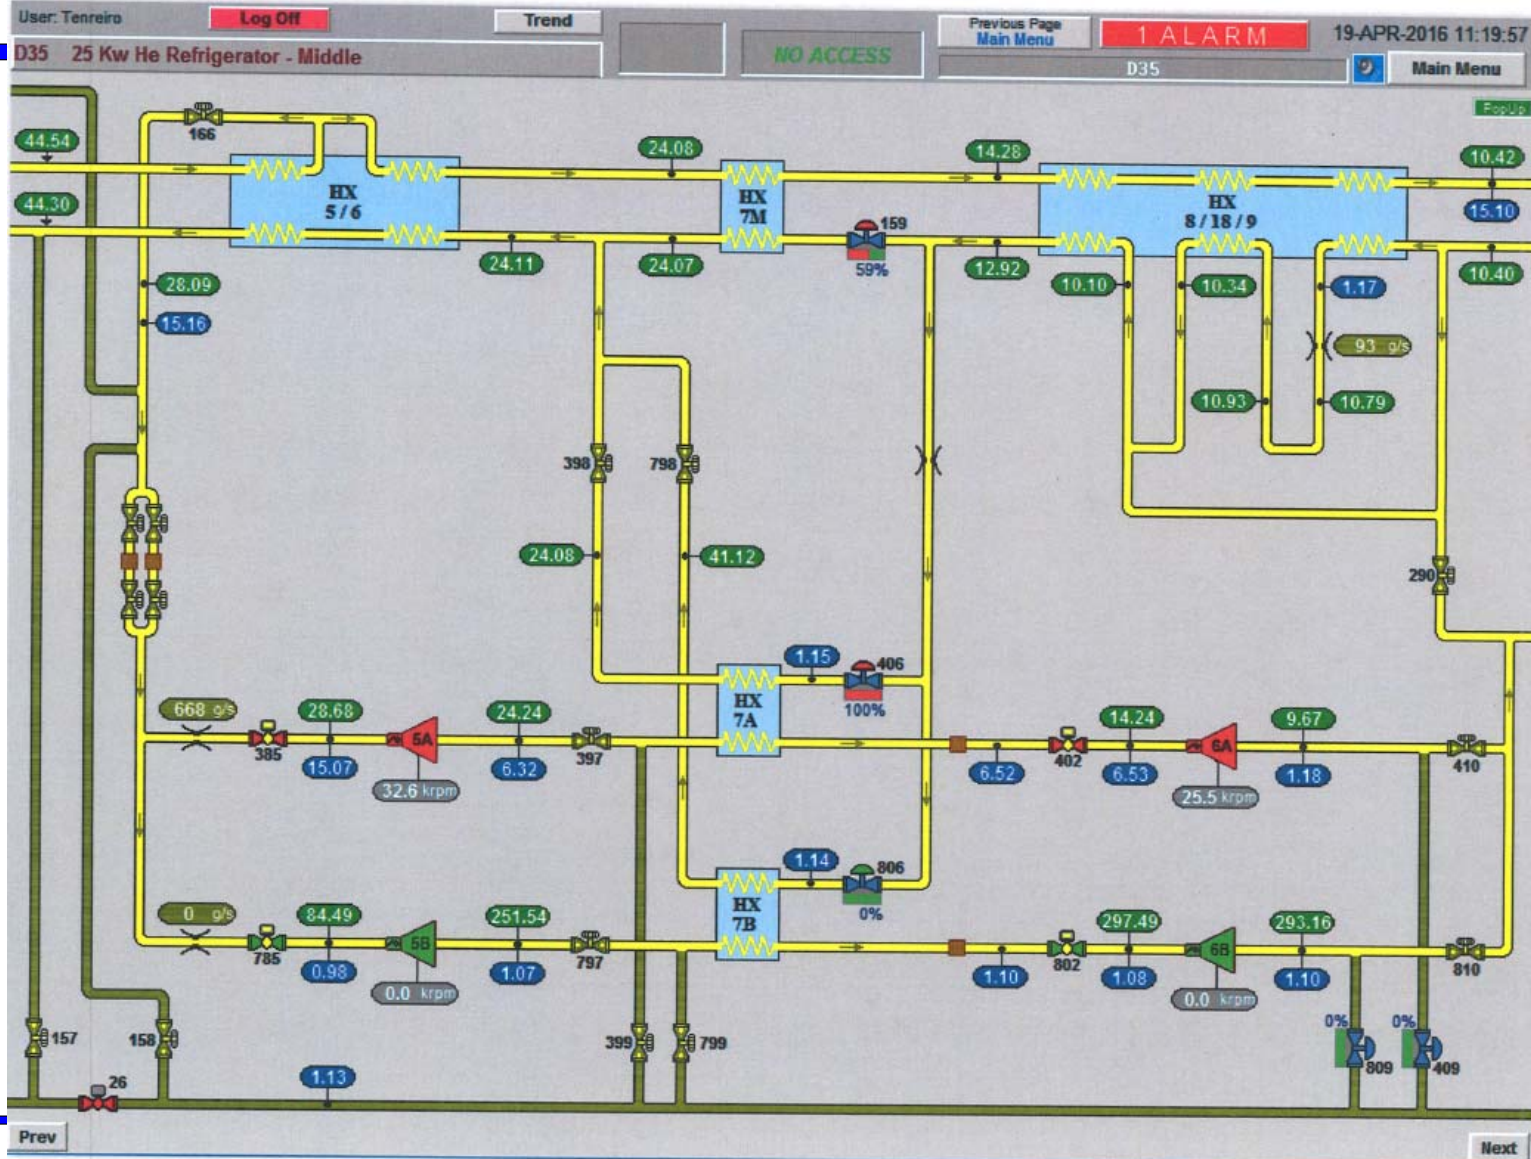 User: Tenreiro
Log Off
Trend
Previous Page
Main Menu
1 ALARM
19-APR-2016 11:19:57
D35 25 Kw He Refrigerator - Middle
NO ACCESS
D35
Main Menu
PopUp
166
44.54
24.08
14.28
10.42
HX
5 / 6
HX
7M
HX
8 / 18 / 9
15.10
44.30
159
59%
24.11
24.07
12.92
10.40
28.09
10.10
10.34
1.17
15.16
93 g/s
10.93
10.79
398
798
24.08
41.12
290
1.15
406
100%
HX
7A
668 g/s
28.68
24.24
14.24
9.67
385
5A
397
402
6A
410
15.07
6.32
6.52
6.53
1.18
32.6 krpm
25.5 krpm
1.14
806
0%
HX
7B
0 g/s
84.49
251.54
297.49
293.16
785
5B
797
802
6B
810
0.98
1.07
1.10
1.08
1.10
0.0 krpm
0.0 krpm
157
158
399
799
0%
809
0%
409
26
1.13
Prev
Next